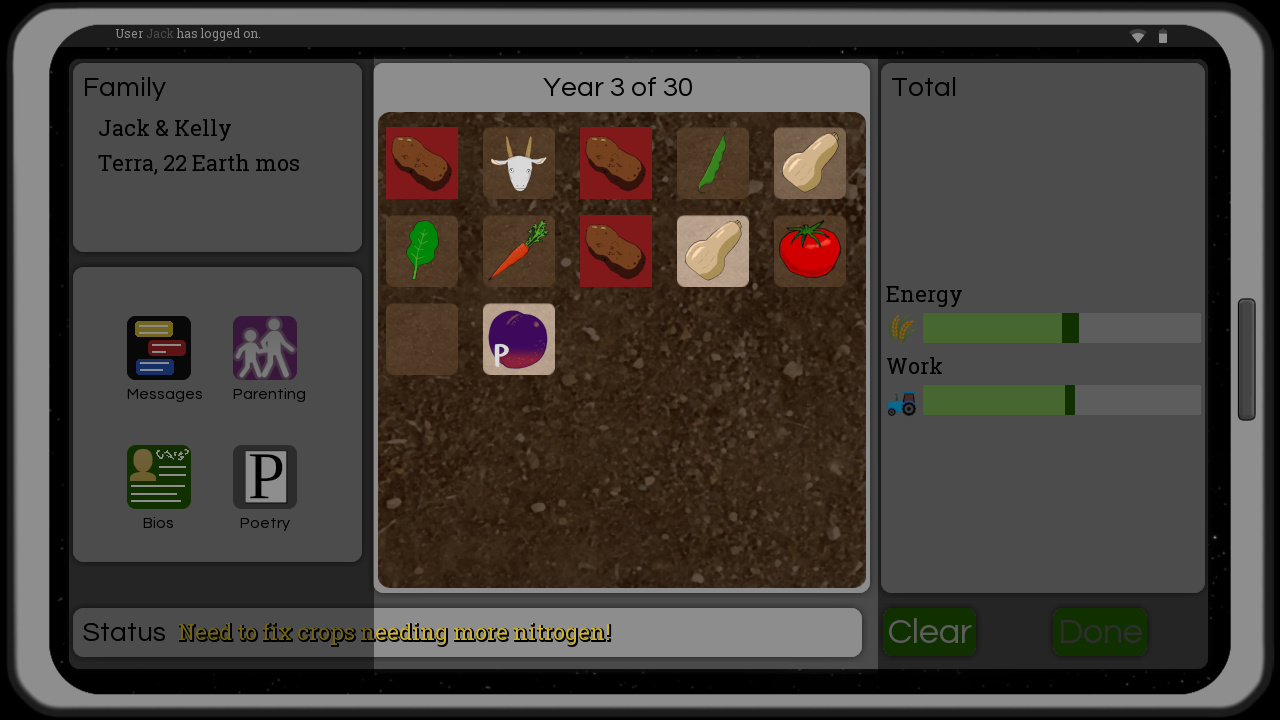 User Jack has logged on.
Family
Jack & Kelly
Terra, 22 Earth mos
Messages
Parenting
Bios
Poetry
P
Year 3 of 30
P
Total
Energy
Work
Status Need to fix crops needing more nitrogen!
Clear
Done